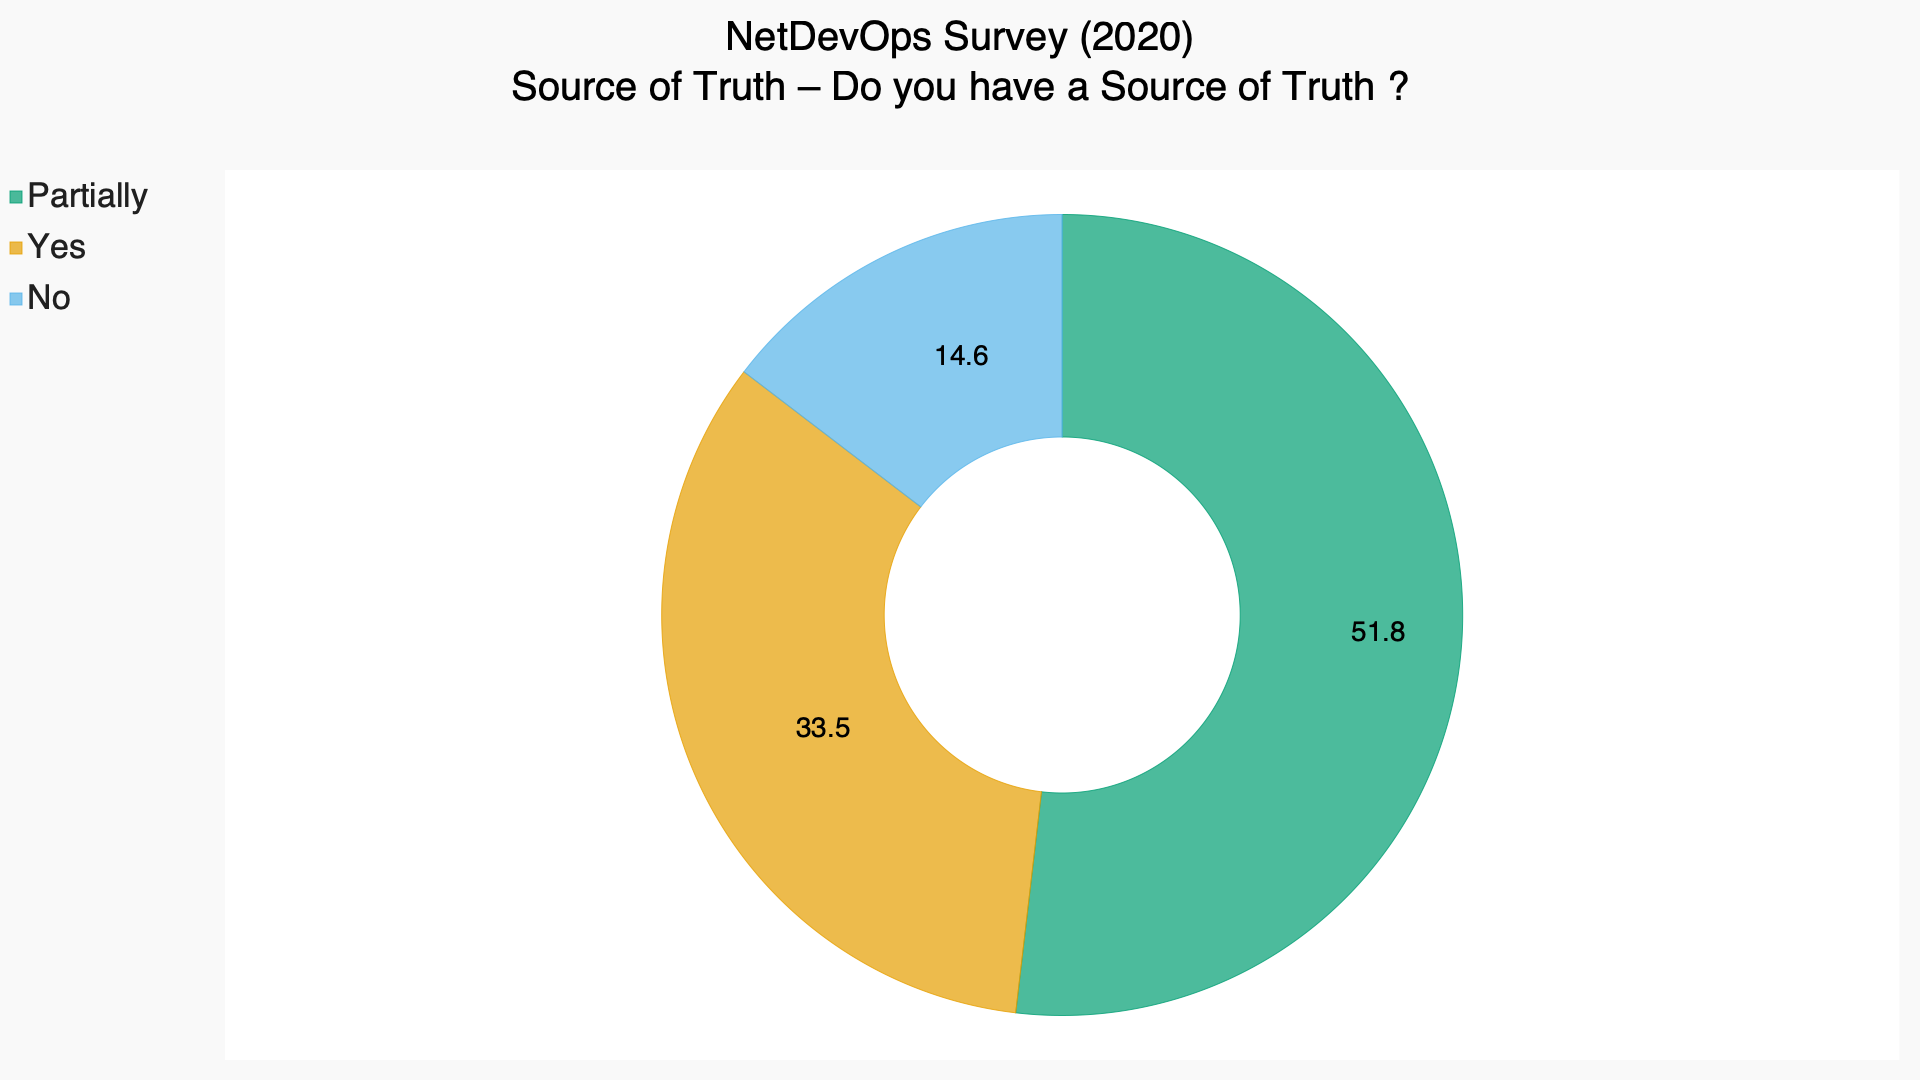 NetDevOps Survey (2020)
Source of Truth – Do you have a Source of Truth ?
Partially
Yes
No
14.6
51.8
33.5